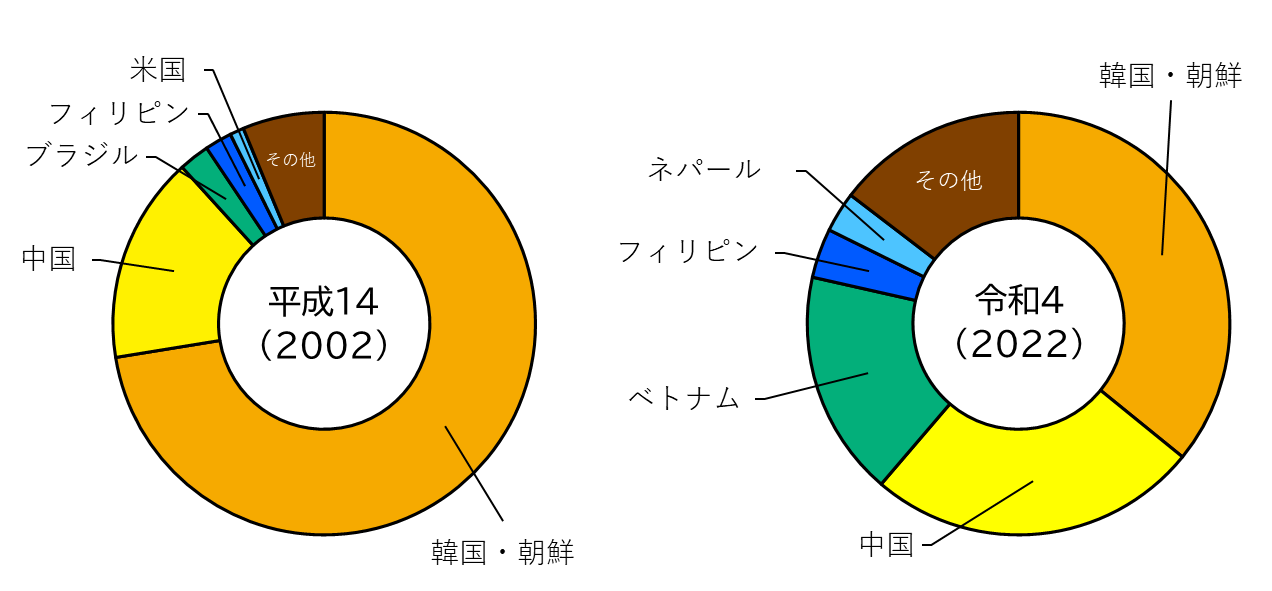 米国
フィリピン
ブラジル
その他
中国
平成14
（2002）
韓国・朝鮮
韓国・朝鮮
ネパール
その他
フィリピン
令和4
（2022）
ベトナム
中国